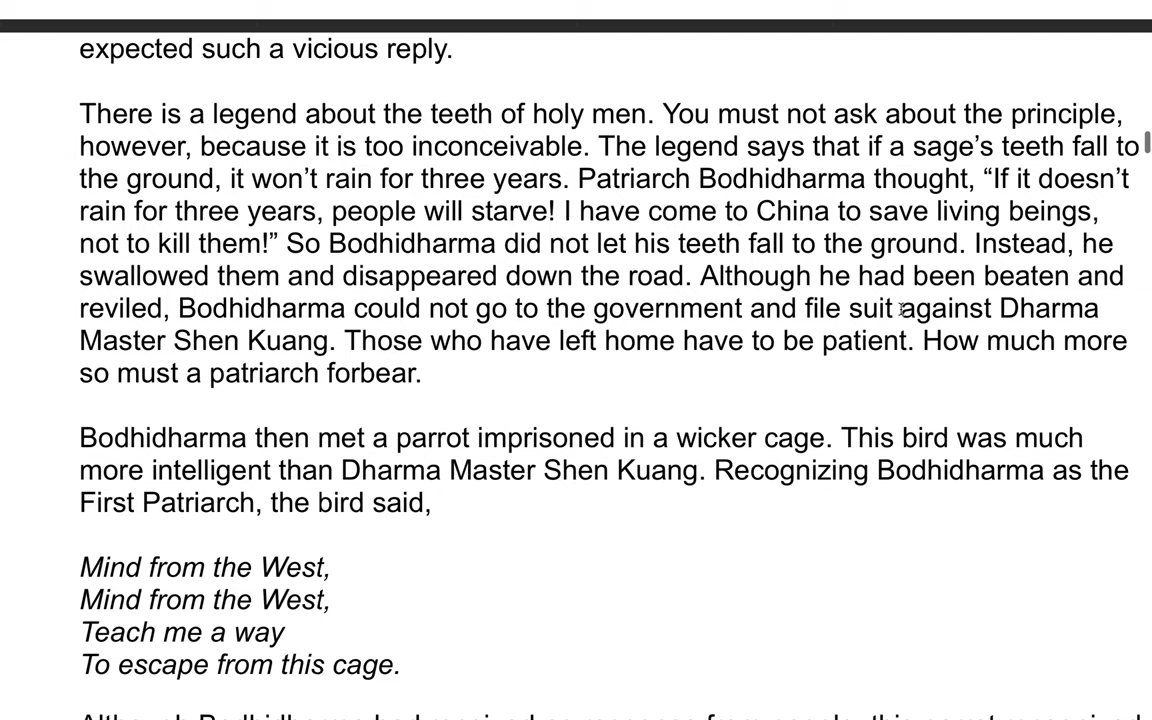 expected such a vicious reply.
There is a legend about the teeth of holy men. You must not ask about the principle,
however, because it is too inconceivable. The legend says that if a sage’s teeth fall to
the ground, it won’t rain for three years. Patriarch Bodhidharma thought, “If it doesn’t
rain for three years, people will starve! I have come to China to save living beings,
not to kill them!” So Bodhidharma did not let his teeth fall to the ground. Instead, he
swallowed them and disappeared down the road. Although he had been beaten and
reviled, Bodhidharma could not go to the government and file suit against Dharma
Master Shen Kuang. Those who have left home have to be patient. How much more
so must a patriarch forbear.
Bodhidharma then met a parrot imprisoned in a wicker cage. This bird was much
more intelligent than Dharma Master Shen Kuang. Recognizing Bodhidharma as the
First Patriarch, the bird said,
Mind from the West,
Mind from the West,
Teach me a way
To escape from this cage.